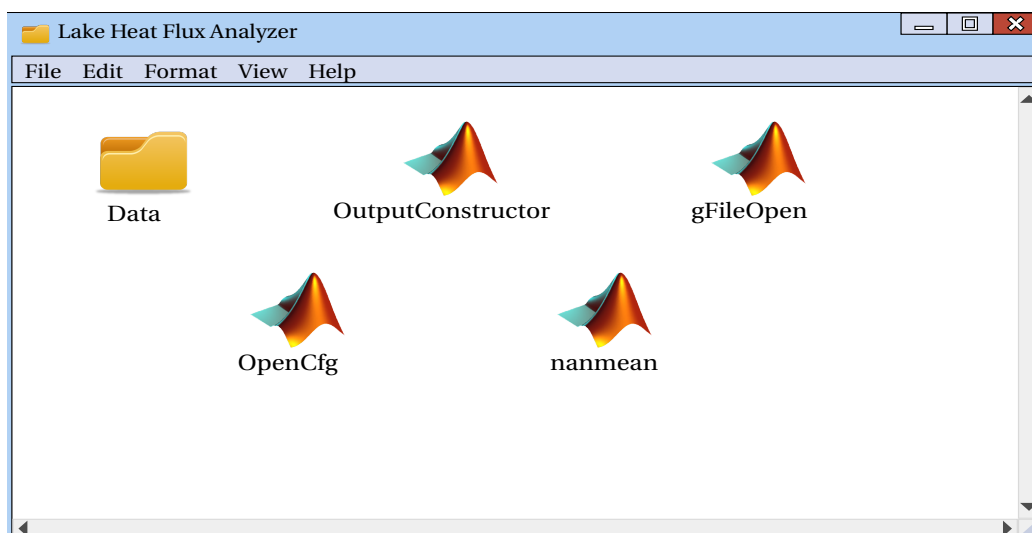 Lake Heat Flux Analyzer
File Edit Format View Help
Data
OutputConstructor
gFileOpen
OpenCfg
nanmean